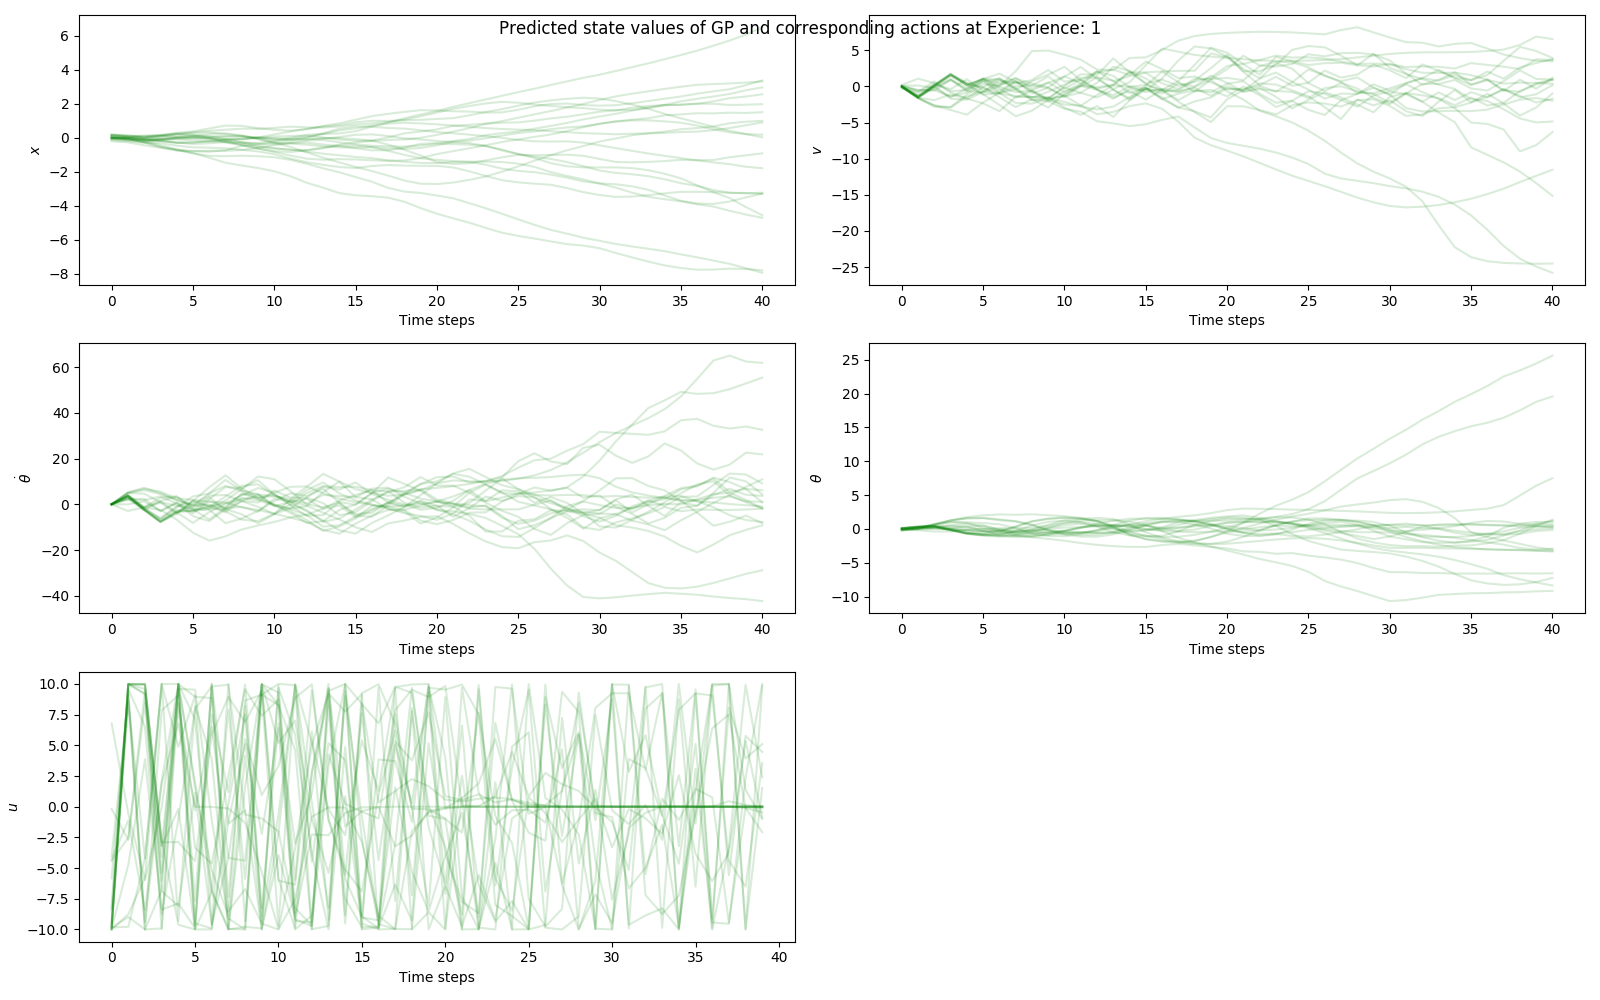 Predicted state values of GP and corresponding actions at Experience: 1
6
4
2
0
−2
−4
−6
−8
x
0 5 10 15 20 25 30 35 40
Time steps
5
0
−5
−10
−15
−20
−25
v
0 5 10 15 20 25 30 35 40
Time steps
60
40
20
0
−20
−40
θ̇
0 5 10 15 20 25 30 35 40
Time steps
25
20
15
10
5
0
−5
−10
θ
0 5 10 15 20 25 30 35 40
Time steps
10.0
7.5
5.0
2.5
0.0
−2.5
−5.0
−7.5
−10.0
u
0 5 10 15 20 25 30 35 40
Time steps